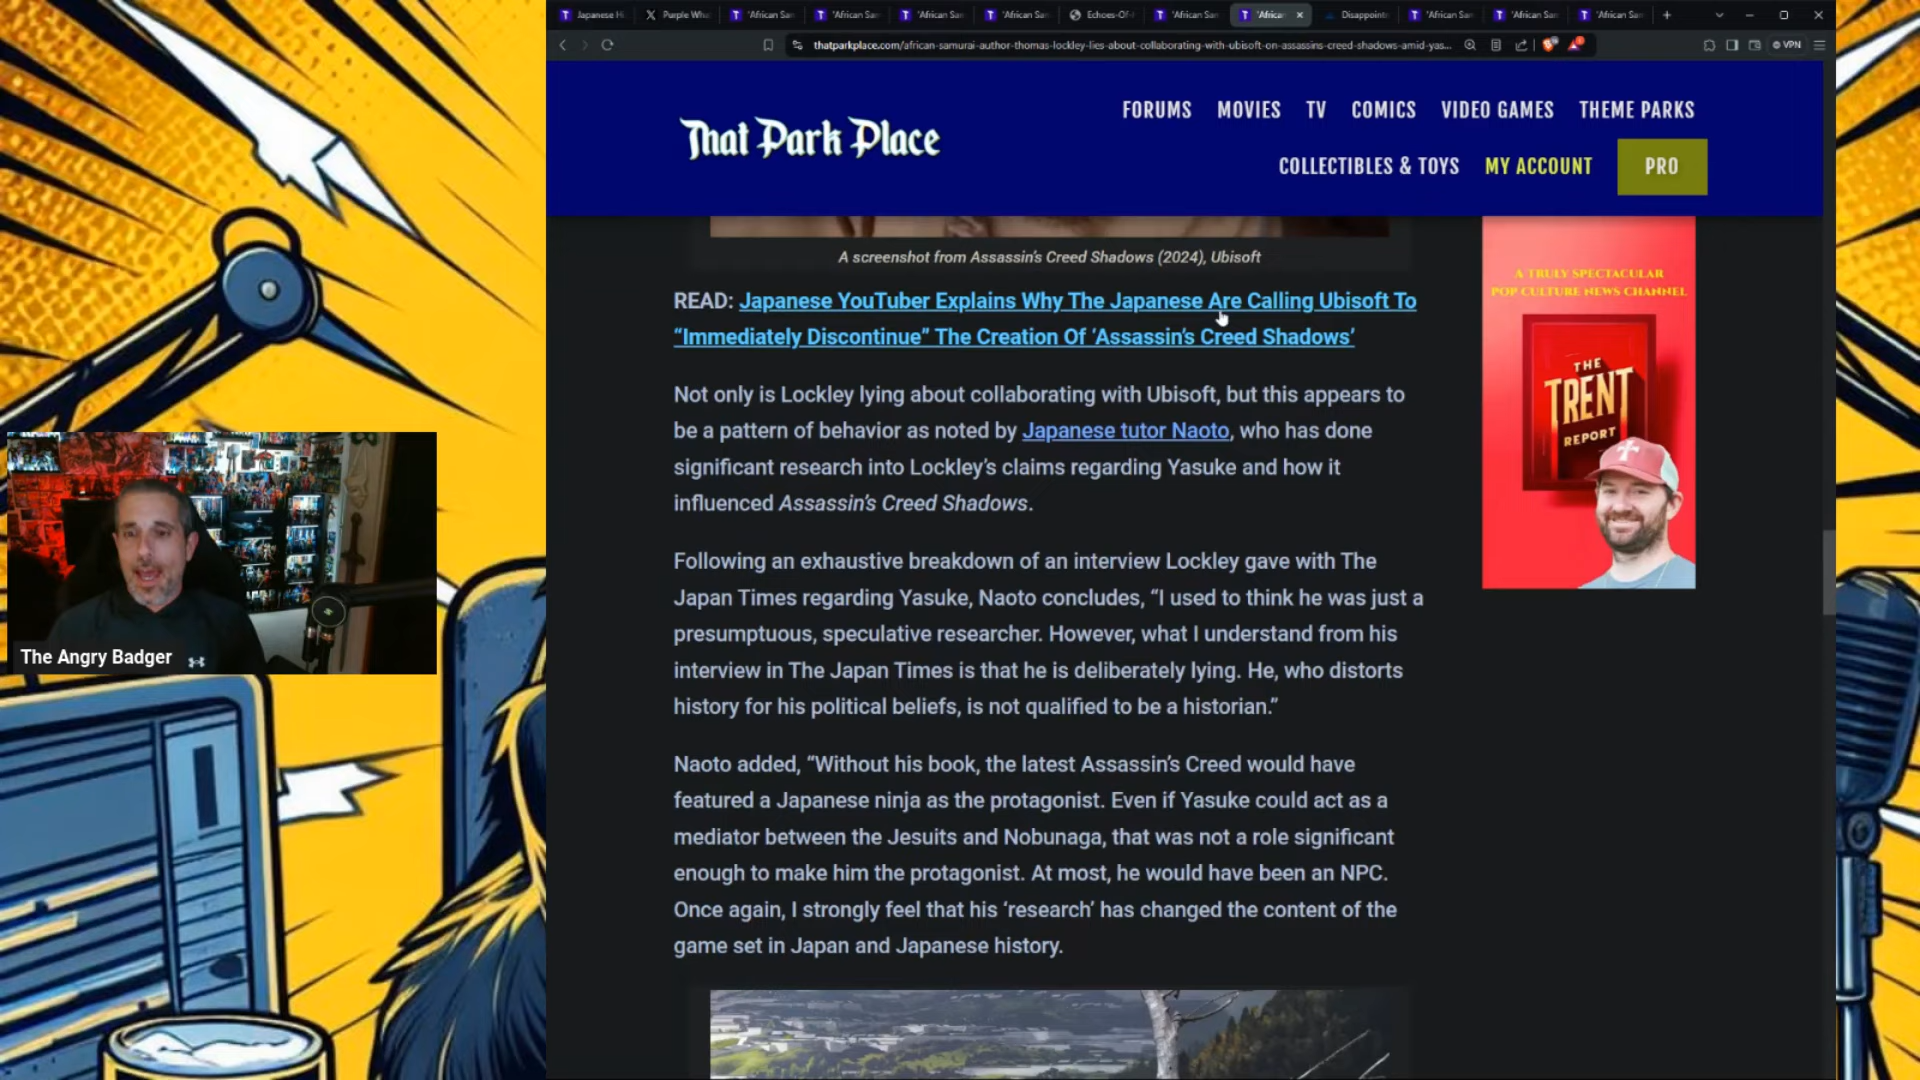 Japanese Hi
Purple Wha
'African Sam
'African Sam
'African Sam
'African Sam
Echoes-Of-
'African Sam
'African
Disappoint
'African Sam
'African Sam
'African Sam
thatparkplace.com/african-samurai-author-thomas-lockley-lies-about-collaborating-with-ubisoft-on-assassins-creed-shadows-amid-yas...
VPN
That Park Place
FORUMS MOVIES TV COMICS VIDEO GAMES THEME PARKS
COLLECTIBLES & TOYS MY ACCOUNT PRO
A screenshot from Assassin's Creed Shadows (2024), Ubisoft
READ: Japanese YouTuber Explains Why The Japanese Are Calling Ubisoft To
“Immediately Discontinue” The Creation Of ‘Assassin’s Creed Shadows’
Not only is Lockley lying about collaborating with Ubisoft, but this appears to
be a pattern of behavior as noted by Japanese tutor Naoto, who has done
significant research into Lockley’s claims regarding Yasuke and how it
influenced Assassin’s Creed Shadows.
Following an exhaustive breakdown of an interview Lockley gave with The
Japan Times regarding Yasuke, Naoto concludes, “I used to think he was just a
presumptuous, speculative researcher. However, what I understand from his
interview in The Japan Times is that he is deliberately lying. He, who distorts
history for his political beliefs, is not qualified to be a historian.”
Naoto added, “Without his book, the latest Assassin’s Creed would have
featured a Japanese ninja as the protagonist. Even if Yasuke could act as a
mediator between the Jesuits and Nobunaga, that was not a role significant
enough to make him the protagonist. At most, he would have been an NPC.
Once again, I strongly feel that his ‘research’ has changed the content of the
game set in Japan and Japanese history.
A TRULY SPECTACULAR
POP CULTURE NEWS CHANNEL
THE
TRENT
REPORT
The Angry Badger